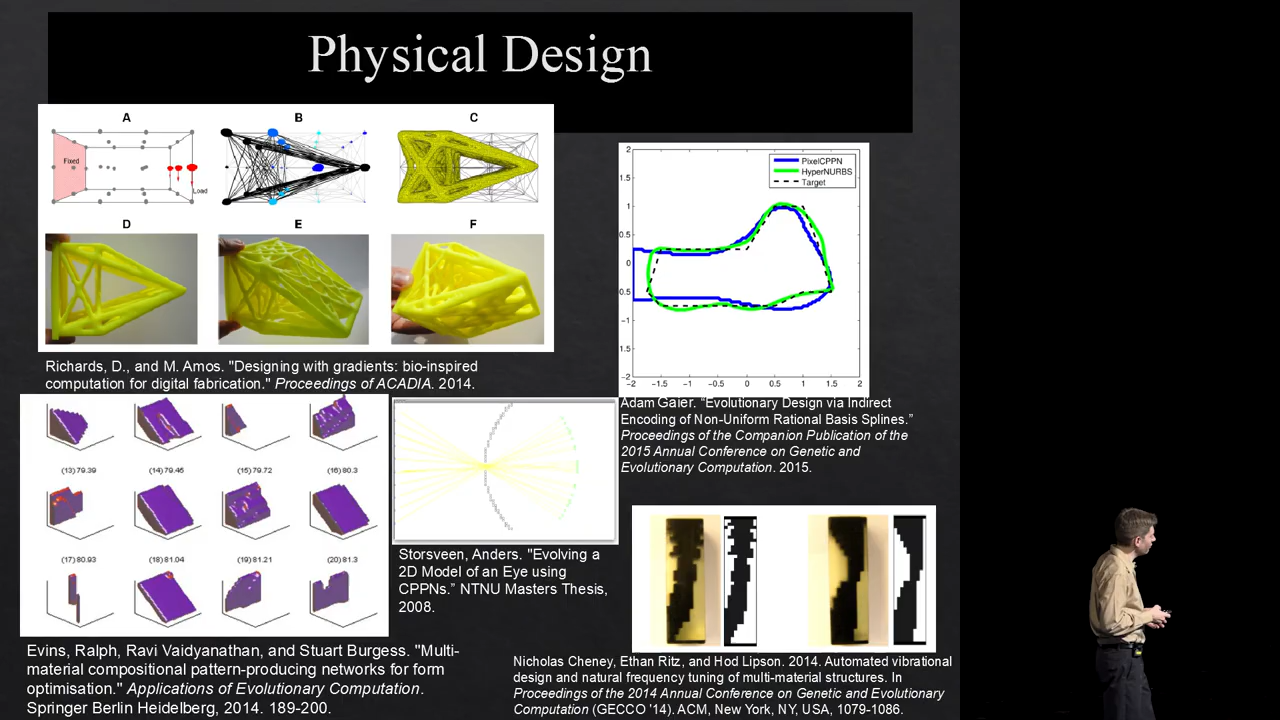 Physical Design
A
B
C
Fixed
Load
D
E
F
Richards, D., and M. Amos. "Designing with gradients: bio-inspired
computation for digital fabrication." Proceedings of ACADIA. 2014.
2
1.5
1
0.5
0
0.5
-1
1.5
-2
-2
-1.5
-1
-0.5
0
0.5
1
1.5
2
PixelCPPN
HyperNURBS
Target
Adam Gaier. "Evolutionary Design via Indirect
Encoding of Non-Uniform Rational Basis Splines."
Proceedings of the Companion Publication of the
2015 Annual Conference on Genetic and
Evolutionary Computation. 2015.
(13) 79.39
(14) 79.46
(15) 79.72
(16) 80.3
(17) 80.93
(18) 81.04
(19) 81.21
(20) 81.3
Evins, Ralph, Ravi Vaidyanathan, and Stuart Burgess. "Multi-
material compositional pattern-producing networks for form
optimisation." Applications of Evolutionary Computation.
Springer Berlin Heidelberg, 2014. 189-200.
Storsveen, Anders. "Evolving a
2D Model of an Eye using
CPPNs." NTNU Masters Thesis,
2008.
Nicholas Cheney, Ethan Ritz, and Hod Lipson. 2014. Automated vibrational
design and natural frequency tuning of multi-material structures. In
Proceedings of the 2014 Annual Conference on Genetic and Evolutionary
Computation (GECCO '14). ACM, New York, NY, USA, 1079-1086.